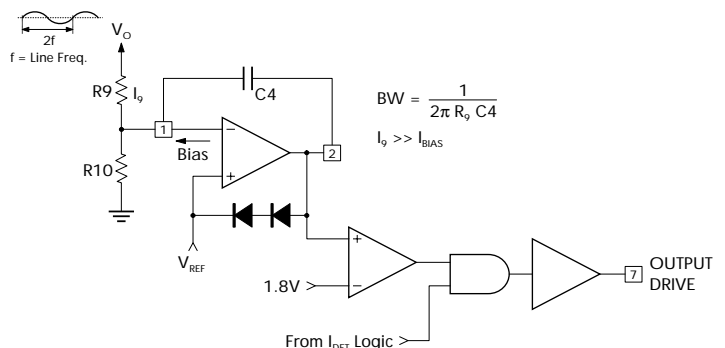 2f
f = Line Freq.
V_O
R9
I_9
C4
BW = 1 / 2π R_9 C4
I_9 >> I_BIAS
1
Bias
−
+
2
R10
V_REF
+
1.8V
−
7
OUTPUT
DRIVE
From I_DET Logic